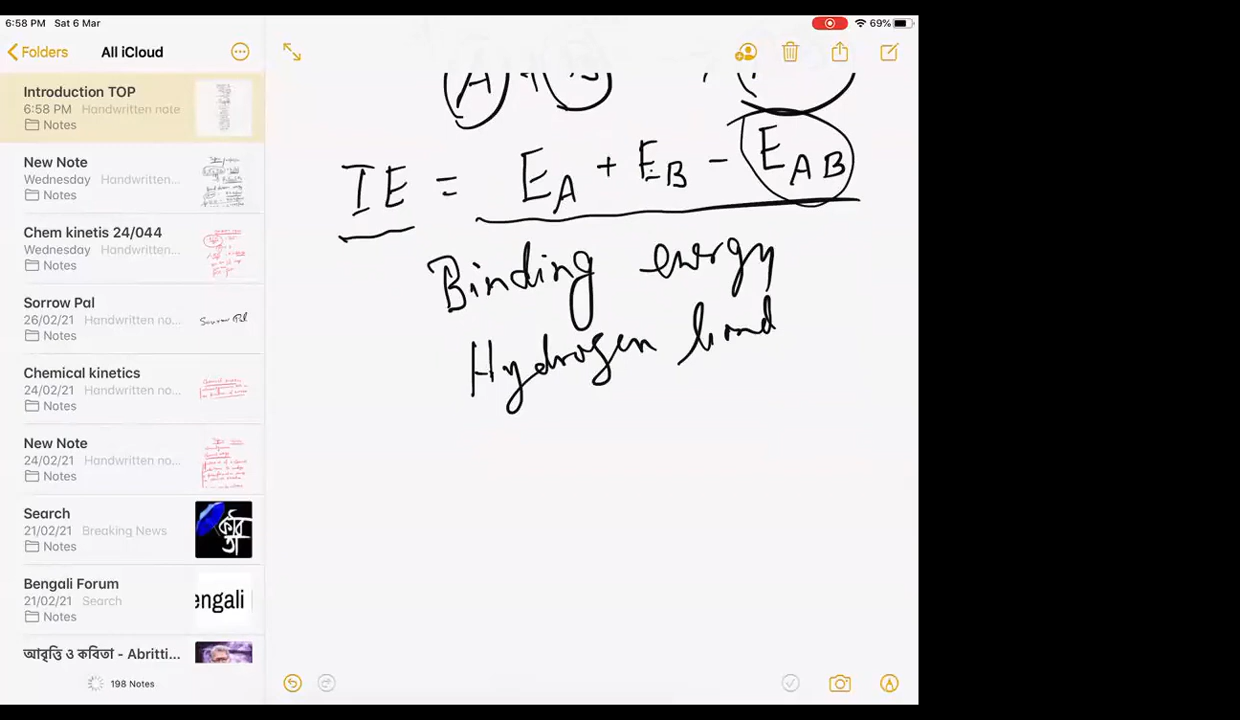 6:58 PM Sat 6 Mar
69%
Folders
All iCloud
Introduction TOP
6:58 PM Handwritten note
Notes
New Note
Wednesday Handwritten...
Notes
Chem kinetis 24/044
Wednesday Handwritten...
Notes
Sorrow Pal
26/02/21 Handwritten no...
Notes
Chemical kinetics
24/02/21 Handwritten no...
Notes
New Note
24/02/21 Handwritten no...
Notes
Search
21/02/21 Breaking News
Notes
কবি
তা
Bengali Forum
21/02/21 Search
Notes
engali
আবৃত্তি ও কবিতা - Abritti...
198 Notes
IE = E_A + E_B - E_AB
Binding energy
Hydrogen bond